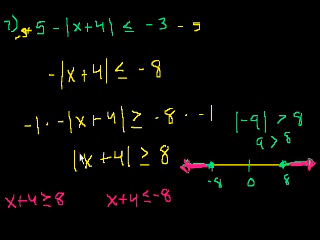 7) -5 5 - |x+4| ≤ -3 - 5
-|x+4| ≤ -8
-1 · -|x+4| ≥ -8 · -1
|x+4| ≥ 8
x+4 ≥ 8 x+4 ≤ -8
|-9| > 8
9 > 8
-8 0 8